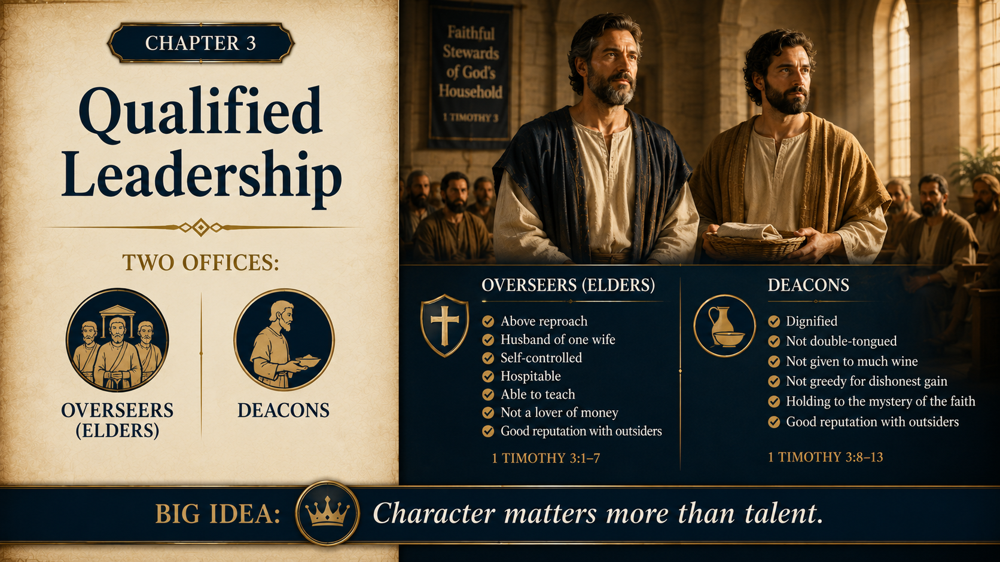 CHAPTER 3
Qualified
Leadership
TWO OFFICES:
OVERSEERS
(ELDERS)
DEACONS
Faithful
Stewards
of God's
Household
1 TIMOTHY 3
OVERSEERS (ELDERS)
Above reproach
Husband of one wife
Self-controlled
Hospitable
Able to teach
Not a lover of money
Good reputation with outsiders
1 TIMOTHY 3:1–7
DEACONS
Dignified
Not double-tongued
Not given to much wine
Not greedy for dishonest gain
Holding to the mystery of the faith
Good reputation with outsiders
1 TIMOTHY 3:8–13
BIG IDEA: Character matters more than talent.